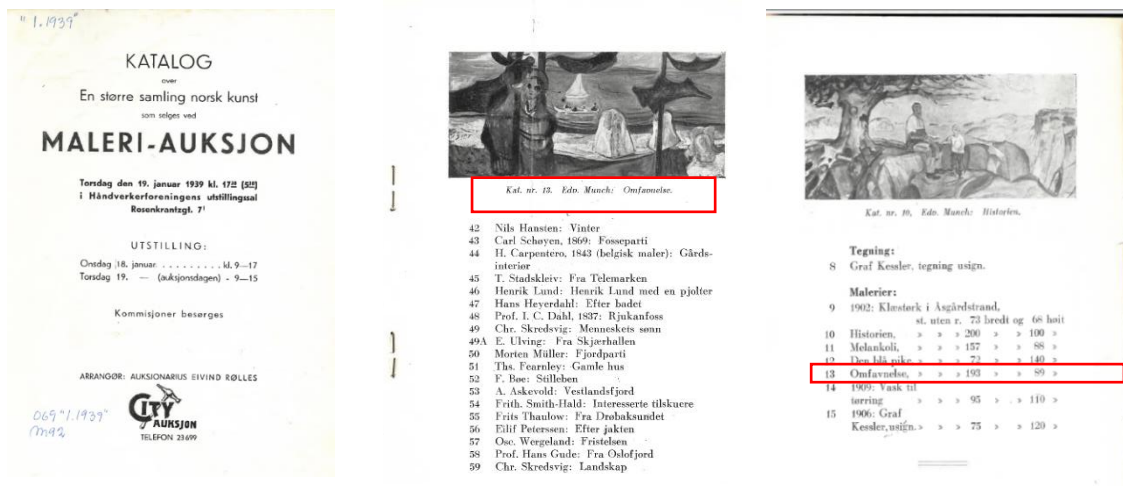 " 1.1939"
KATALOG
over
En større samling norsk kunst
som selges ved
MALERI-AUKSJON
Torsdag den 19. januar 1939 kl. 17⁰⁰ (5⁰⁰)
i Håndverkerforeningens utstillingssal
Rosenkrantzgt. 7¹
UTSTILLING:
Onsdag 18. januar. . . . . . . . . . kl. 9—17
Torsdag 19. — (auksjonsdagen) - 9—15
Kommisjoner besørges
ARRANGØR: AUKSJONARIUS EIVIND RØLLES
069 "1.1939"
M92
CITY
AUKSJON
TELEFON 23699
Kat. nr. 13. Edv. Munch: Omfavnelse.
42 Nils Hansten: Vinter
43 Carl Schøyen, 1869: Fosseparti
44 H. Carpentero, 1843 (belgisk maler): Gårds-
interiør
45 T. Stadskleiv: Fra Telemarken
46 Henrik Lund: Henrik Lund med en pjolter
47 Hans Heyerdahl: Efter badet
48 Prof. I. C. Dahl, 1837: Rjukanfoss
49 Chr. Skredsvig: Menneskets sønn
49A E. Ulving: Fra Skjærhallen
50 Morten Müller: Fjordparti
51 Ths. Fearnley: Gamle hus
52 F. Bøe: Stilleben
53 A. Askevold: Vestlandsfjord
54 Frith. Smith-Hald: Interesserte tilskuere
55 Frits Thaulow: Fra Drøbaksundet
56 Eilif Peterssen: Efter jakten
57 Osc. Wergeland: Fristelsen
58 Prof. Hans Gude: Fra Oslofjord
59 Chr. Skredsvig: Landskap
Kat. nr. 10. Edv. Munch: Historien.
Tegning:
8 Graf Kessler, tegning usign.
Malerier:
9 1902: Klæsterk i Åsgårdstrand,
st. uten r. 73 bredt og 68 høit
10 Historien, » » » 200 » » 100 »
11 Melankoli, » » » 157 » » 88 »
12 Den blå pike, » » » 72 » » 140 »
13 Omfavnelse, » » » 193 » » 89 »
14 1909: Vask til
tørring » » » 95 » » 110 »
15 1906: Graf
Kessler, usign. » » » 75 » » 120 »